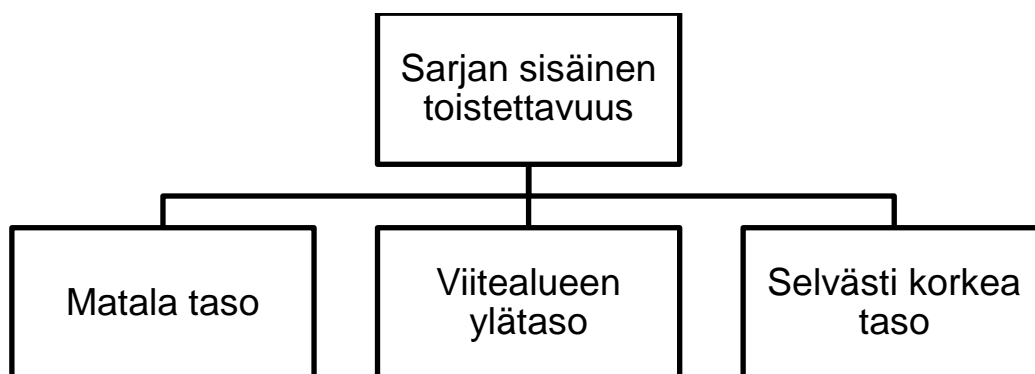 Sarjan sisäinen
toistettavuus
Matala taso
Viitealueen
ylätaso
Selvästi korkea
taso